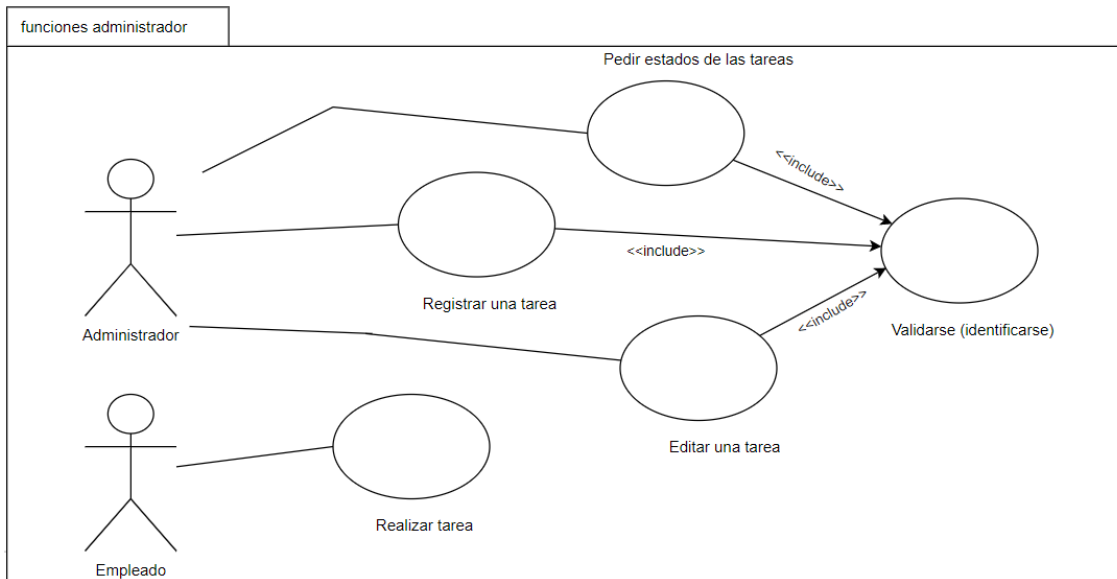 funciones administrador
Pedir estados de las tareas
<<include>>
<<include>>
Registrar una tarea
<<include>>
Validarse (identificarse)
Administrador
Editar una tarea
Realizar tarea
Empleado